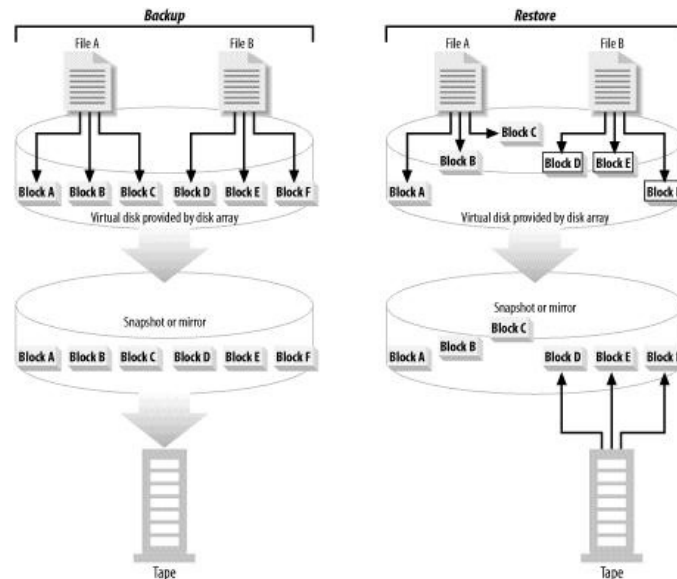 Backup
File A
File B
Block A Block B Block C Block D Block E Block F
Virtual disk provided by disk array
Snapshot or mirror
Block A Block B Block C Block D Block E Block F
Tape
Restore
File A
File B
Block C
Block B
Block D Block E
Block A
Block
Virtual disk provided by disk array
Snapshot or mirror
Block C
Block B
Block A
Block D Block E Block
Tape